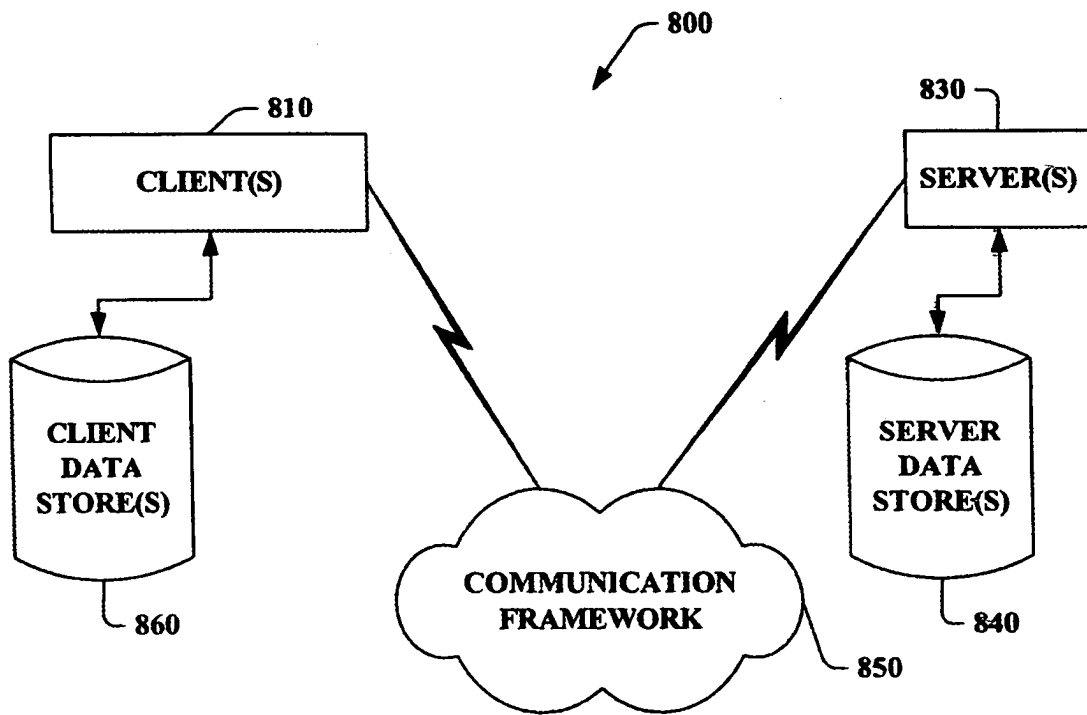 800
810
830
CLIENT(S)
SERVER(S)
CLIENT
DATA
STORE(S)
SERVER
DATA
STORE(S)
COMMUNICATION
FRAMEWORK
860
840
850